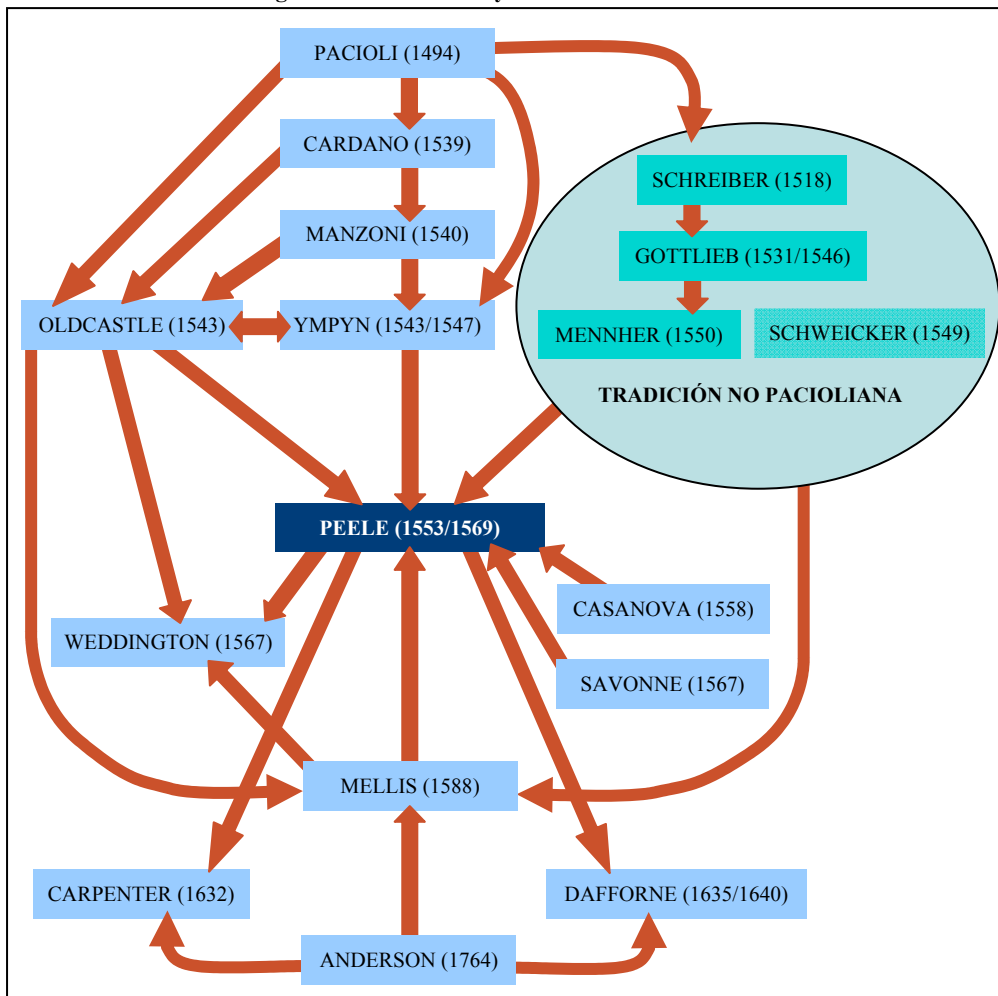 PACIOLI (1494)
CARDANO (1539)
SCHREIBER (1518)
MANZONI (1540)
GOTTLIEB (1531/1546)
OLDCASTLE (1543)
YMPYN (1543/1547)
MENNHER (1550)
SCHWEICKER (1549)
TRADICIÓN NO PACIOLIANA
PEELE (1553/1569)
CASANOVA (1558)
WEDDINGTON (1567)
SAVONNE (1567)
MELLIS (1588)
CARPENTER (1632)
DAFFORNE (1635/1640)
ANDERSON (1764)